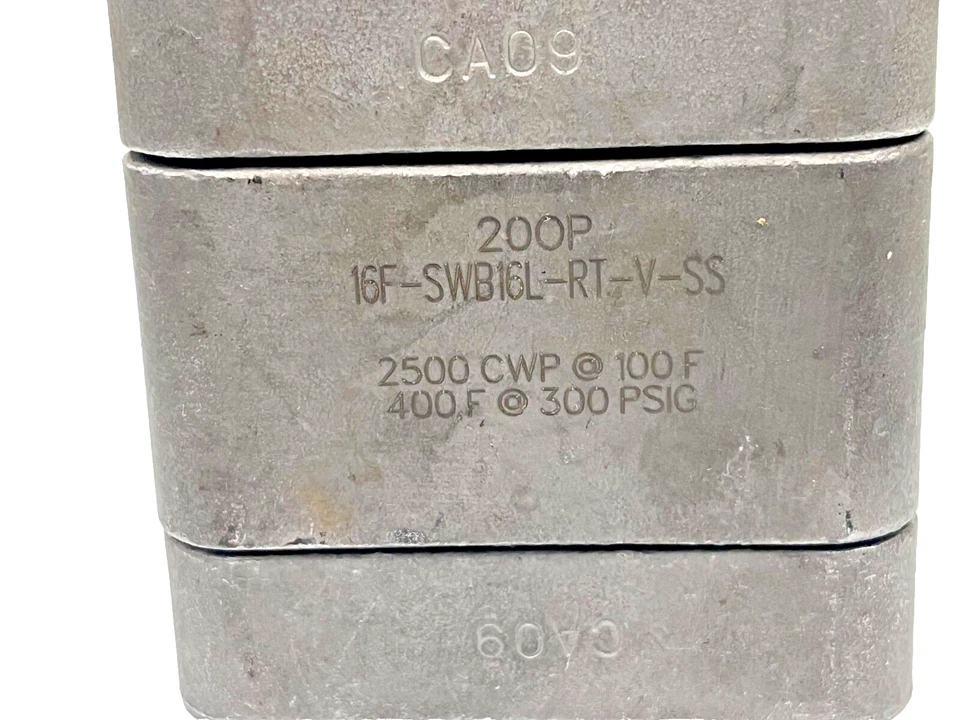 CA09
200P
16F-SWB16L-RT-V-SS
2500 CWP @ 100 F
400 F @ 300 PSIG
CA09